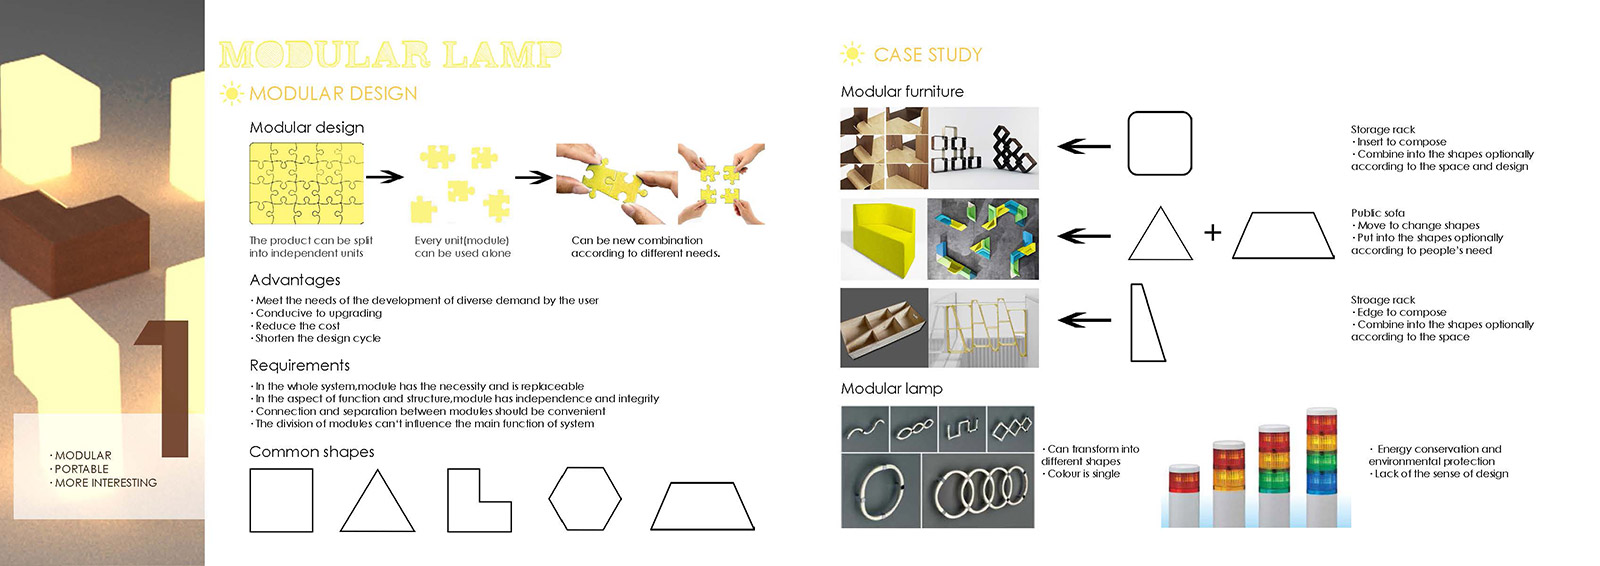 MODULAR LAMP
MODULAR DESIGN
Modular design
The product can be split
into independent units
Every unit(module)
can be used alone
Can be new combination
according to different needs.
Advantages
· Meet the needs of the development of diverse demand by the user
· Conducive to upgrading
· Reduce the cost
· Shorten the design cycle
Requirements
· In the whole system,module has the necessity and is replaceable
· In the aspect of function and structure,module has independence and integrity
· Connection and separation between modules should be convenient
· The division of modules can't influence the main function of system
Common shapes
1
· MODULAR
· PORTABLE
· MORE INTERESTING
CASE STUDY
Modular furniture
Storage rack
· Insert to compose
· Combine into the shapes optionally
according to the space and design
+
Public sofa
· Move to change shapes
· Put into the shapes optionally
according to people's need
Stroage rack
· Edge to compose
· Combine into the shapes optionally
according to the space
Modular lamp
· Can transform into
different shapes
· Colour is single
· Energy conservation and
environmental protection
· Lack of the sense of design